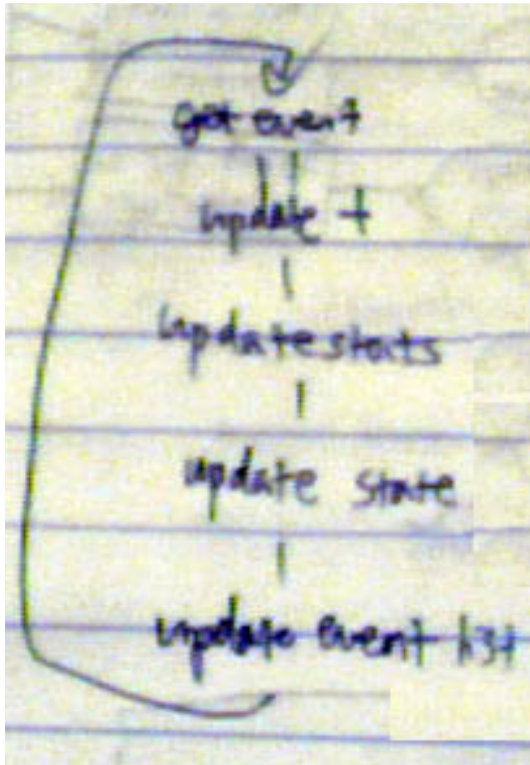 get event
update t
update stats
update state
update event list